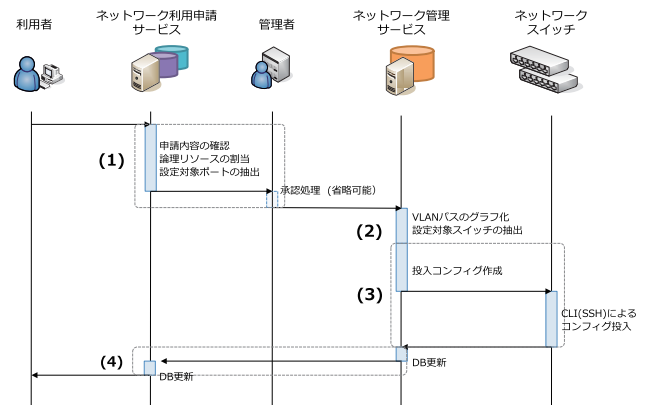 利用者
ネットワーク利用申請
サービス
管理者
ネットワーク管理
サービス
ネットワーク
スイッチ
(1)
申請内容の確認
論理リソースの割当
設定対象ポートの抽出
承認処理 (省略可能)
(2)
VLANパスのグラフ化
設定対象スイッチの抽出
(3)
投入コンフィグ作成
CLI(SSH)による
コンフィグ投入
(4)
DB更新
DB更新